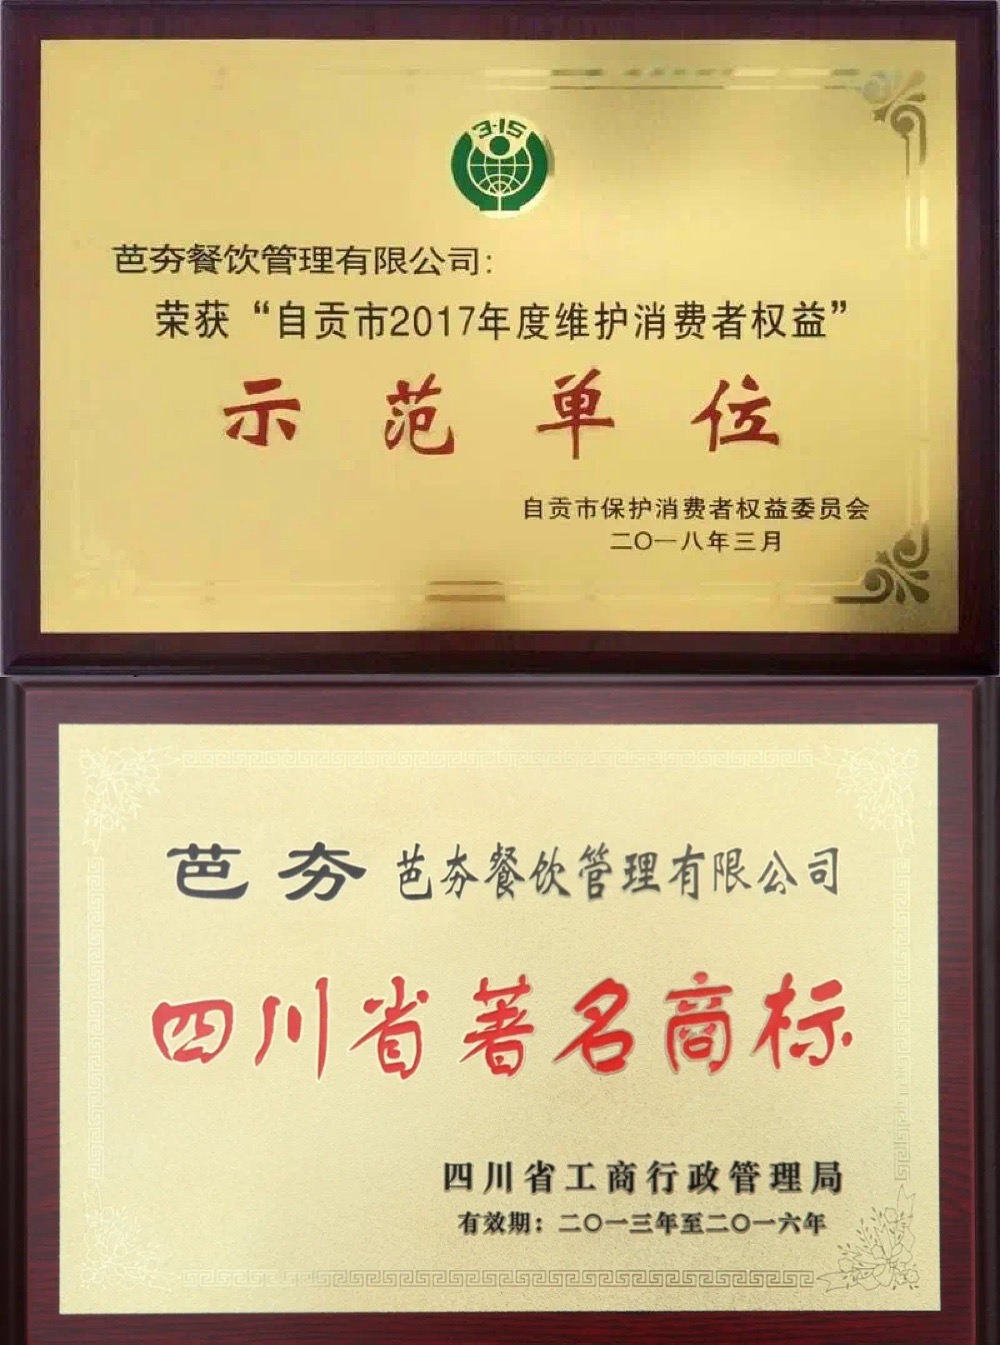 3·15
芭夯餐饮管理有限公司：
荣获“自贡市2017年度维护消费者权益”
示范单位
自贡市保护消费者权益委员会
二〇一八年三月
芭夯 芭夯餐饮管理有限公司
四川省著名商标
四川省工商行政管理局
有效期：二〇一三年至二〇一六年